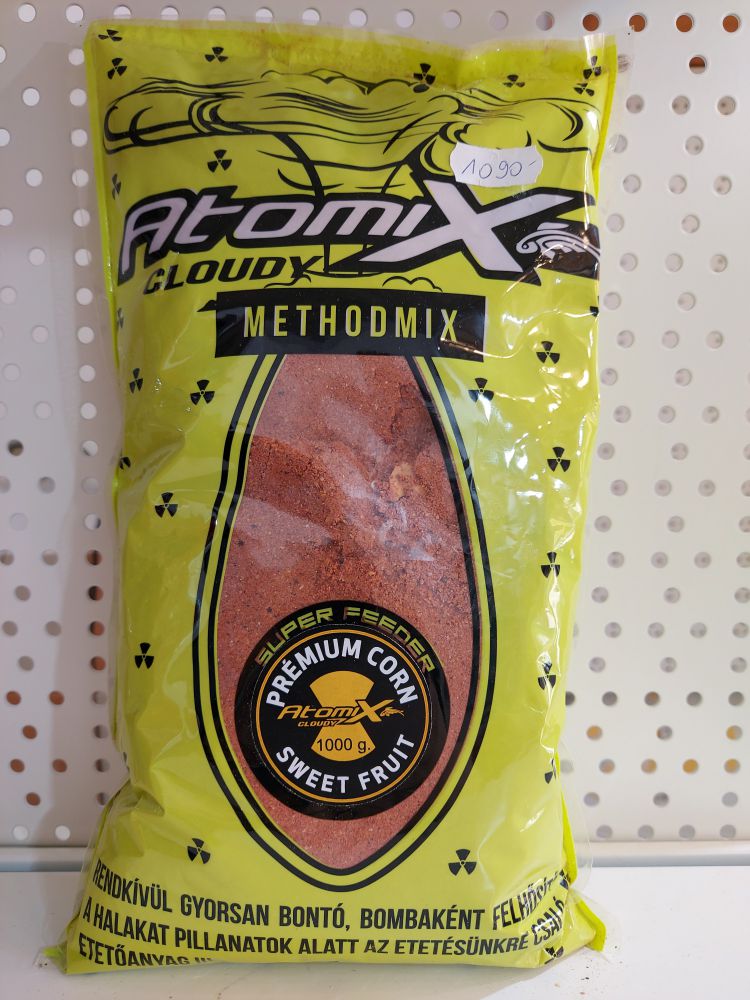 1090-
AtomiX
CLOUDY
METHODMIX
SUPER FEEDER
PRÉMIUM CORN
AtomiX
CLOUDY
1000 g.
SWEET FRUIT
RENDKÍVÜL GYORSAN BONTÓ, BOMBAKÉNT
A HALAKAT PILLANATOK ALATT AZ ETETÉSÜNKRE CSALÓ
ETETŐANYAG !!!